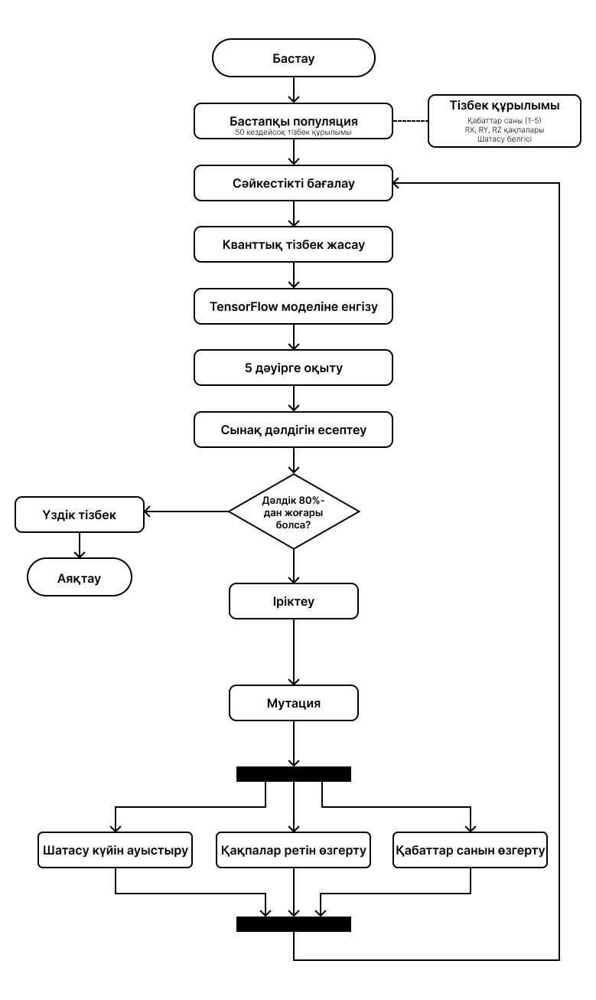 Бастау
Бастапқы популяция
50 кездейсоқ тізбек құрылымы
Тізбек құрылымы
Қабаттар саны (1-5)
RX, RY, RZ қақпалары
Шатасу белгісі
Сәйкестікті бағалау
Кванттық тізбек жасау
TensorFlow моделіне енгізу
5 дәуірге оқыту
Сынақ дәлдігін есептеу
Дәлдік 80%-
дан жоғары
болса?
Үздік тізбек
Аяқтау
Іріктеу
Мутация
Шатасу күйін ауыстыру
Қақпалар ретін өзгерту
Қабаттар санын өзгерту